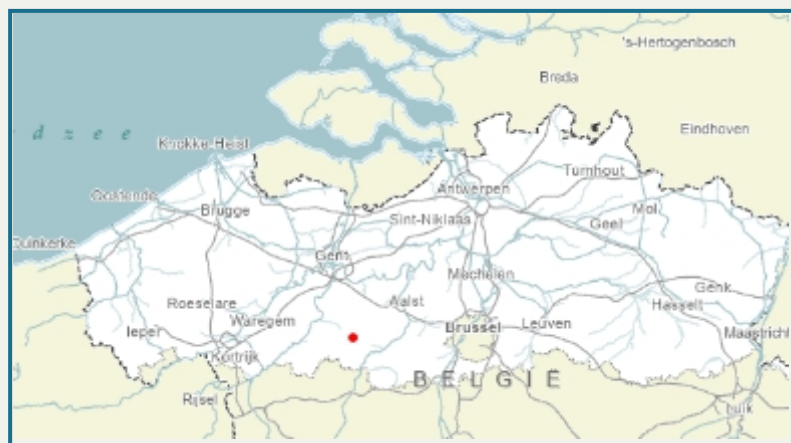 's-Hertogenbosch
Breda
dzee
Eindhoven
Knokke-Heist
Turnhout
Antwerpen
Oostende
Mol
Brugge
Sint-Niklaas
Geel
Duinkerke
Gent
Mechelen
Genk
Roeselare
Aalst
Hasselt
Waregem
Ieper
Brussel
Leuven
Maastricht
Kortrijk
BELGIË
Rijsel
Luik